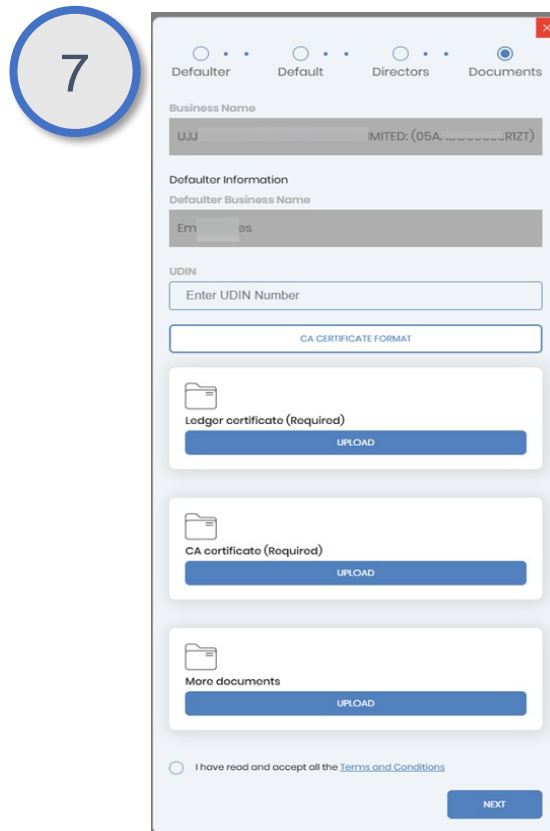 7
Defaulter Default Directors Documents
Business Name
UJJ MITED: (05A RIZT)
Defaulter Information
Defaulter Business Name
Em es
UDIN
Enter UDIN Number
CA CERTIFICATE FORMAT
Ledger certificate (Required)
UPLOAD
CA certificate (Required)
UPLOAD
More documents
UPLOAD
I have read and accept all the Terms and Conditions
NEXT